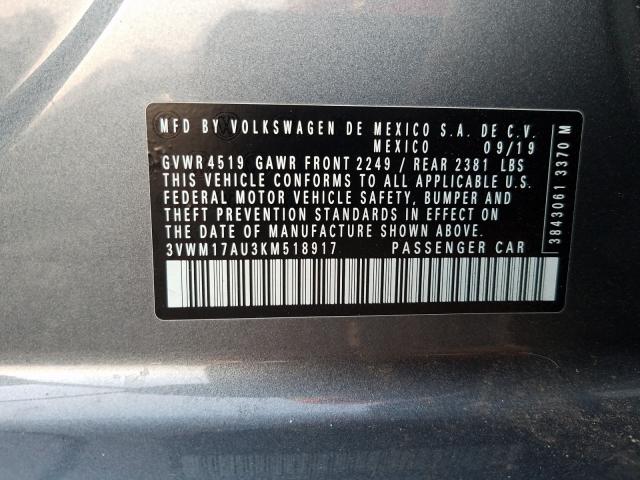 MFD BY VOLKSWAGEN DE MEXICO S.A. DE C.V.
MEXICO 09/19
GVWR 4519 GAWR FRONT 2249 / REAR 2381 LBS
THIS VEHICLE CONFORMS TO ALL APPLICABLE U.S.
FEDERAL MOTOR VEHICLE SAFETY, BUMPER AND
THEFT PREVENTION STANDARDS IN EFFECT ON
THE DATE OF MANUFACTURE SHOWN ABOVE.
3VWM17AU3KM518917 PASSENGER CAR
3843061 3370 M